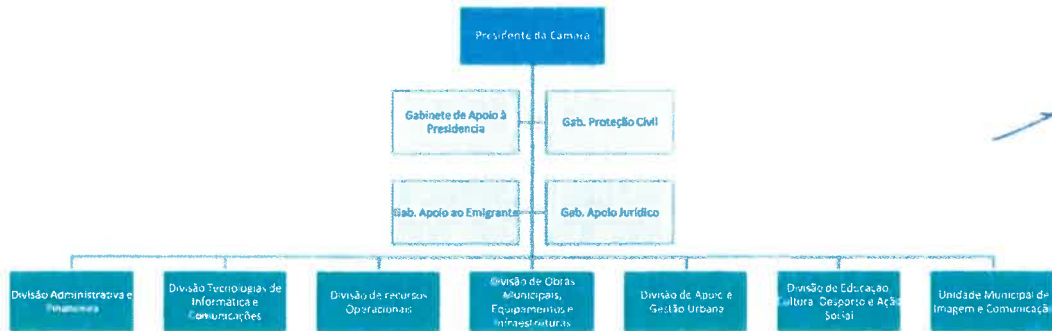 Presidente da Camara
Gabinete de Apoio à
Presidencia
Gab. Proteção Civil
Gab. Apoio ao Emigrante
Gab. Apoio Jurídico
Divisão Administrativa e
Financeira
Divisão Tecnologias de
Informatica e
Comunicações
Divisão de recursos
Operacionais
Divisão de Obras
Municipais,
Equipamentos e
Infraestruturas
Divisão de Apoio e
Gestão Urbana
Divisão de Educação,
Cultura, Desporto e Ação
Social
Unidade Municipal de
Imagem e Comunicação